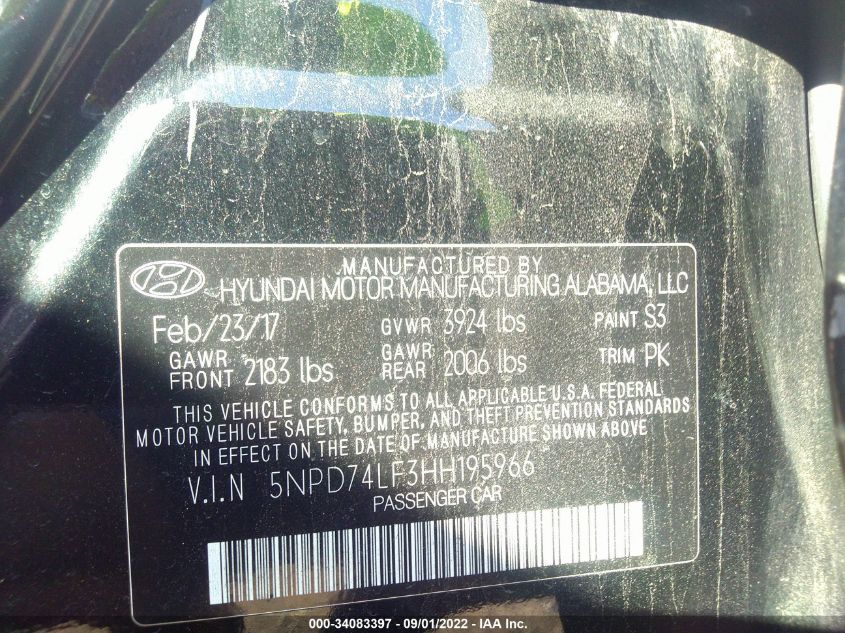 MANUFACTURED BY
HYUNDAI MOTOR MANUFACTURING ALABAMA, LLC
Feb/23/17 GVWR 3924 lbs PAINT S3
GAWR FRONT 2183 lbs GAWR REAR 2006 lbs TRIM PK
THIS VEHICLE CONFORMS TO ALL APPLICABLE U.S.A. FEDERAL
MOTOR VEHICLE SAFETY, BUMPER, AND THEFT PREVENTION STANDARDS
IN EFFECT ON THE DATE OF MANUFACTURE SHOWN ABOVE
V.I.N 5NPD74LF3HH195966
PASSENGER CAR
000-34083397 - 09/01/2022 - IAA Inc.